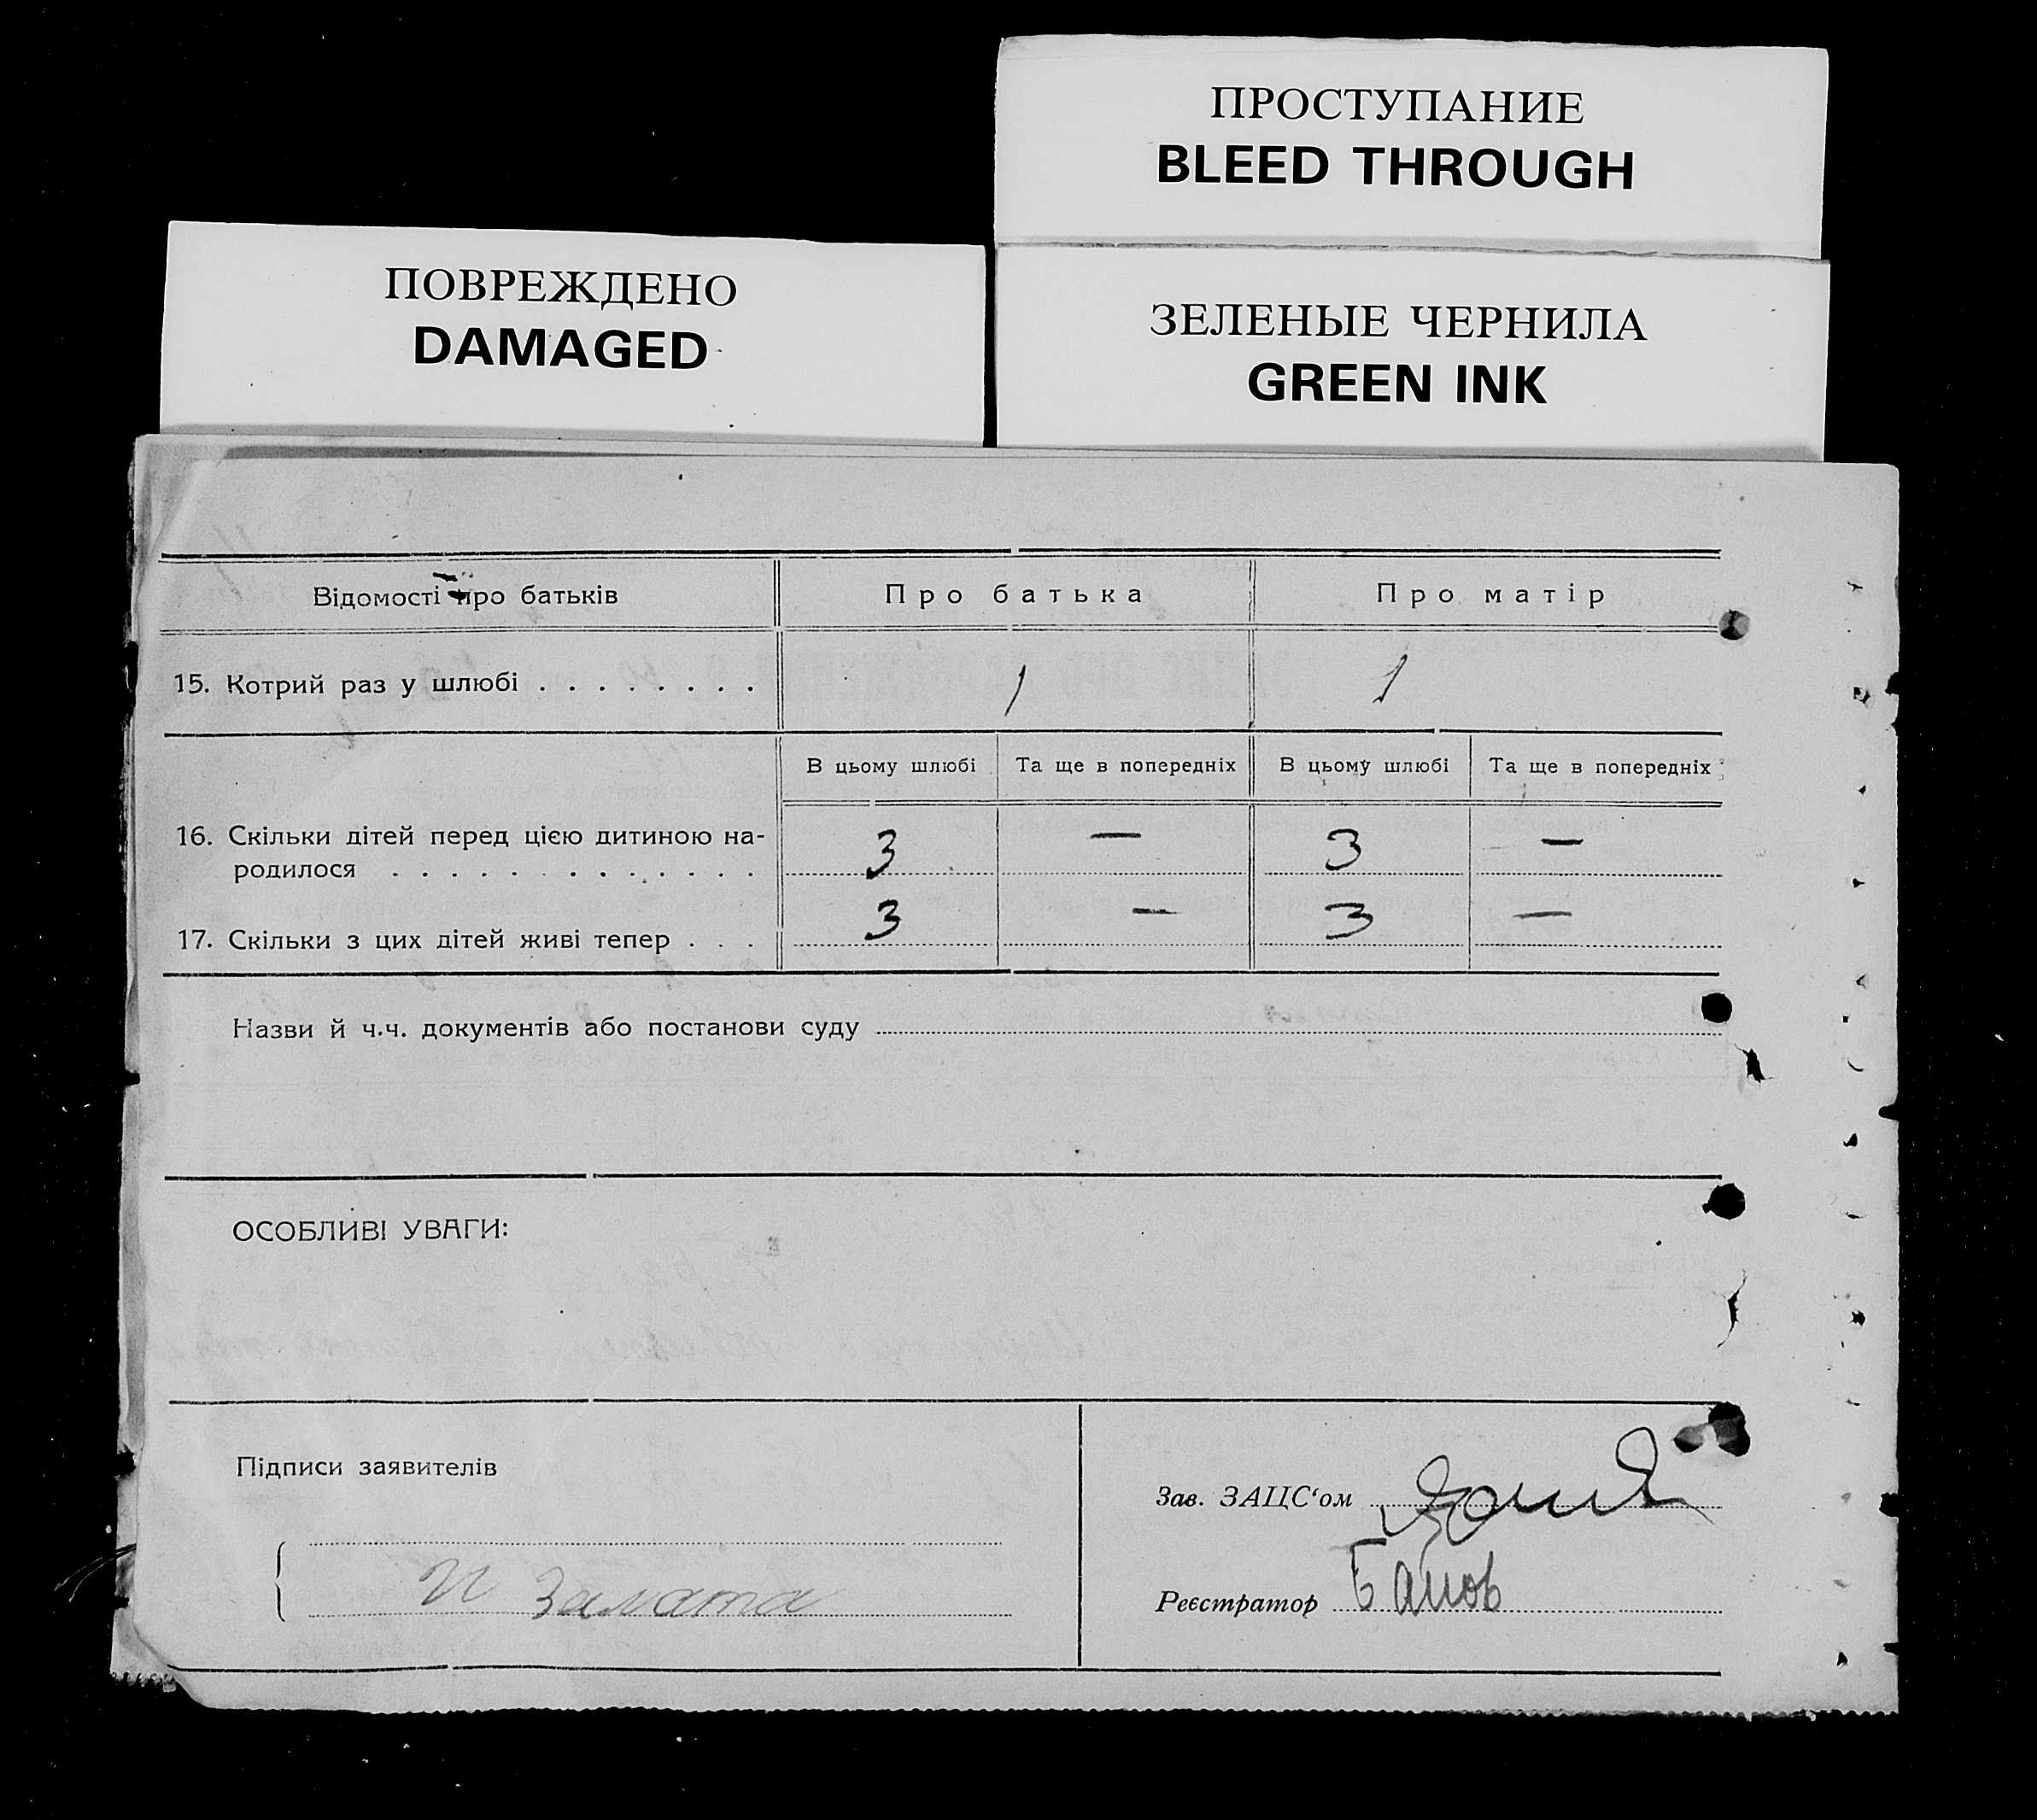 ПРОСТУПАНИЕ
BLEED THROUGH
ПОВРЕЖДЕНО
DAMAGED
ЗЕЛЕНЫЕ ЧЕРНИЛА
GREEN INK
Відомості про батьків Про батька Про матір
15. Котрий раз у шлюбі . . . . . . . . 1 1
В цьому шлюбі Та ще в попередніх В цьому шлюбі Та ще в попередніх
16. Скільки дітей перед цією дитиною на-
родилося . . . . . . . . . . . . . 3 — 3 —
17. Скільки з цих дітей живі тепер . . . 3 — 3 —
Назви й ч.ч. документів або постанови суду
ОСОБЛИВІ УВАГИ:
Підписи заявителів
Зав. ЗАЦС‘ом
Реєстратор